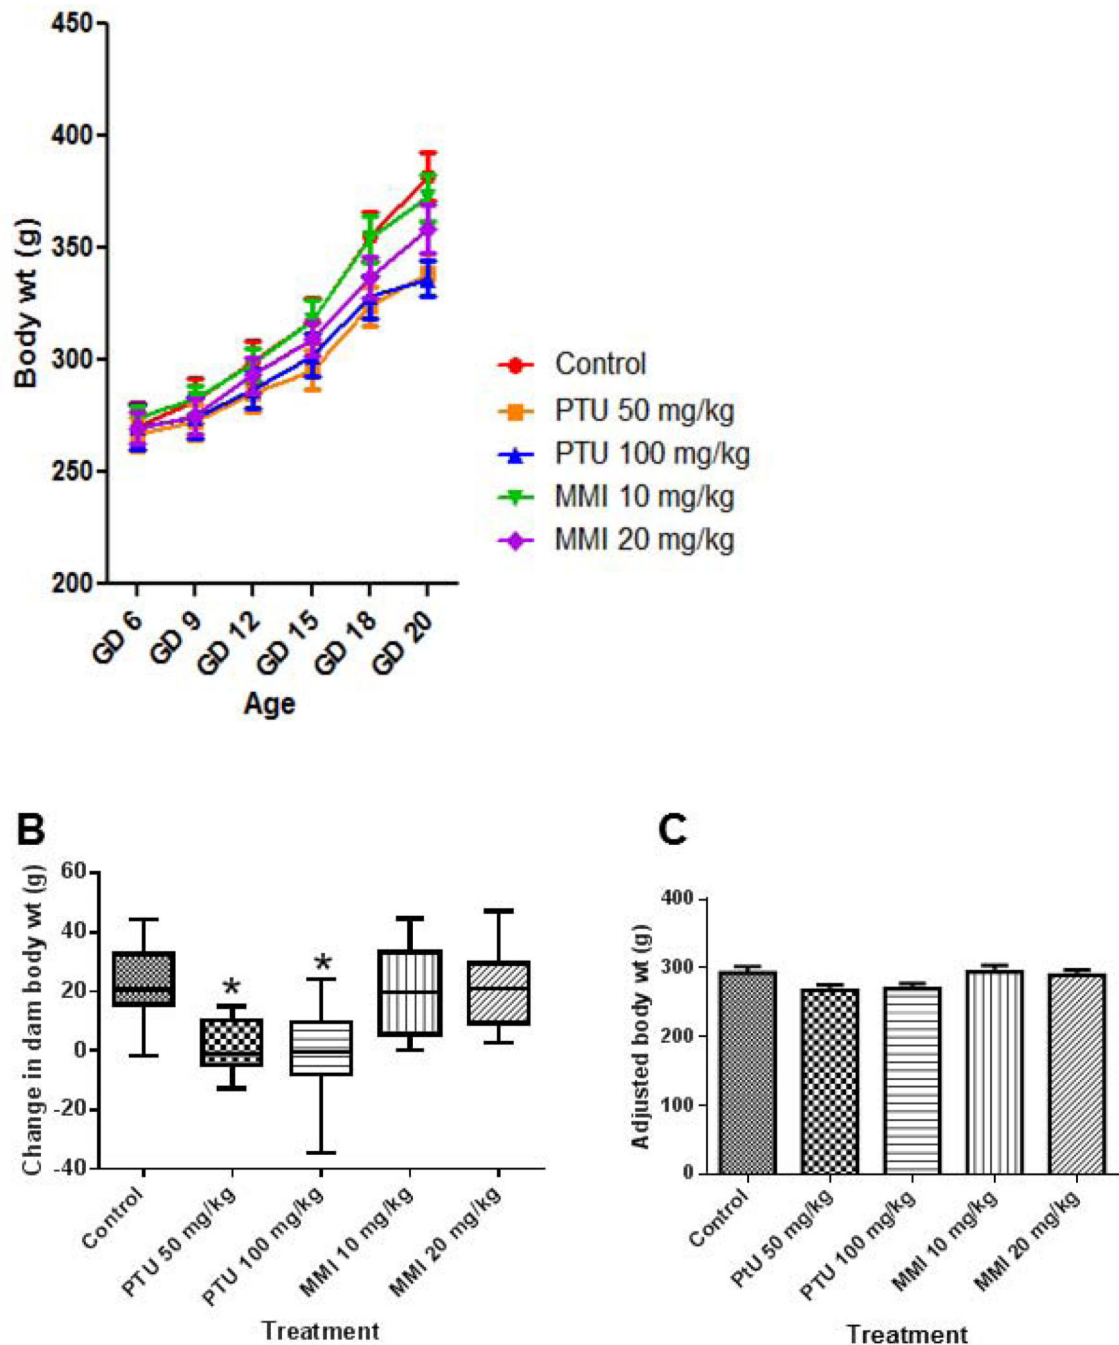 450
400
350
300
250
200
Body wt (g)
GD 6
GD 9
GD 12
GD 15
GD 18
GD 20
Age
Control
PTU 50 mg/kg
PTU 100 mg/kg
MMI 10 mg/kg
MMI 20 mg/kg
B
Change in dam body wt (g)
60
40
20
0
-20
-40
*
*
Control
PTU 50 mg/kg
PTU 100 mg/kg
MMI 10 mg/kg
MMI 20 mg/kg
Treatment
C
Adjusted body wt (g)
400
300
200
100
0
Control
PtU 50 mg/kg
PTU 100 mg/kg
MMI 10 mg/kg
MMI 20 mg/kg
Treatment